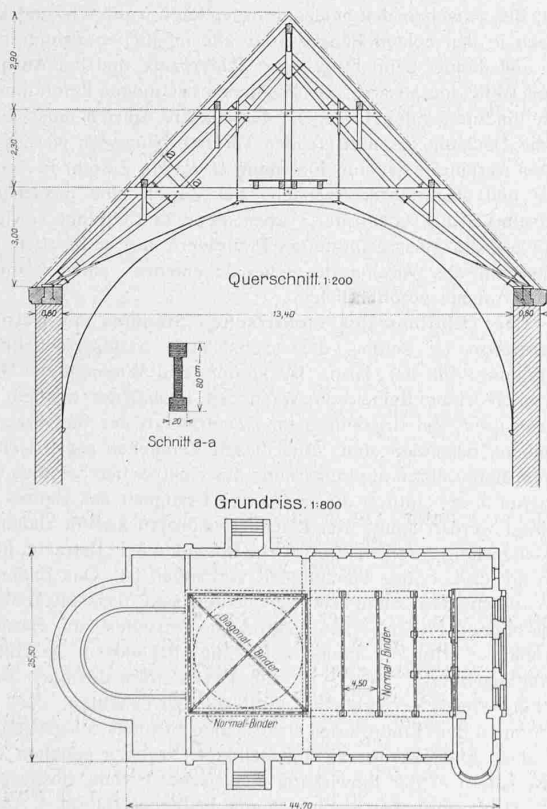 2,90
2,30
3,00
a
a
Querschnitt. 1:200
0,80
13,40
0,80
80 cm
20
Schnitt a-a
Grundriss. 1:800
25,50
Diagonal-Binder
Normal-Binder
4,50
Normal-Binder
44,70